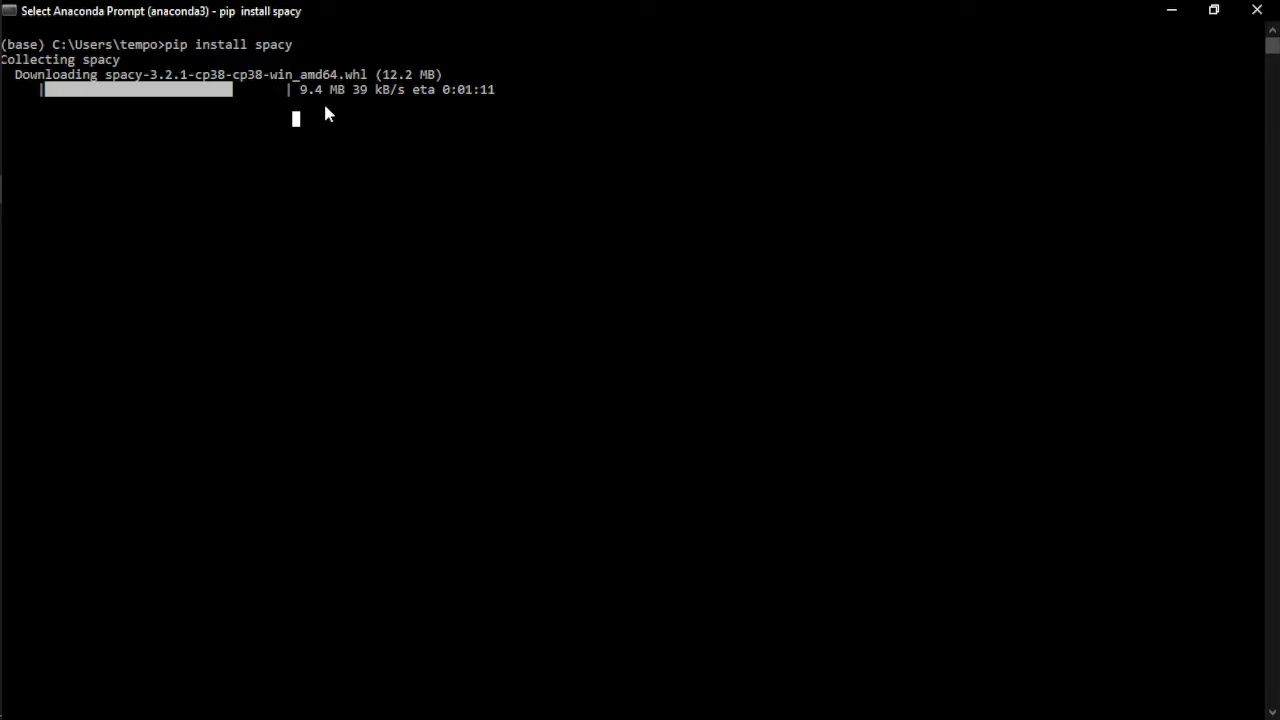 Select Anaconda Prompt (anaconda3) - pip  install spacy
(base) C:\Users\tempo>pip install spacy
Collecting spacy
  Downloading spacy-3.2.1-cp38-cp38-win_amd64.whl (12.2 MB)
     |                         | 9.4 MB 39 kB/s eta 0:01:11